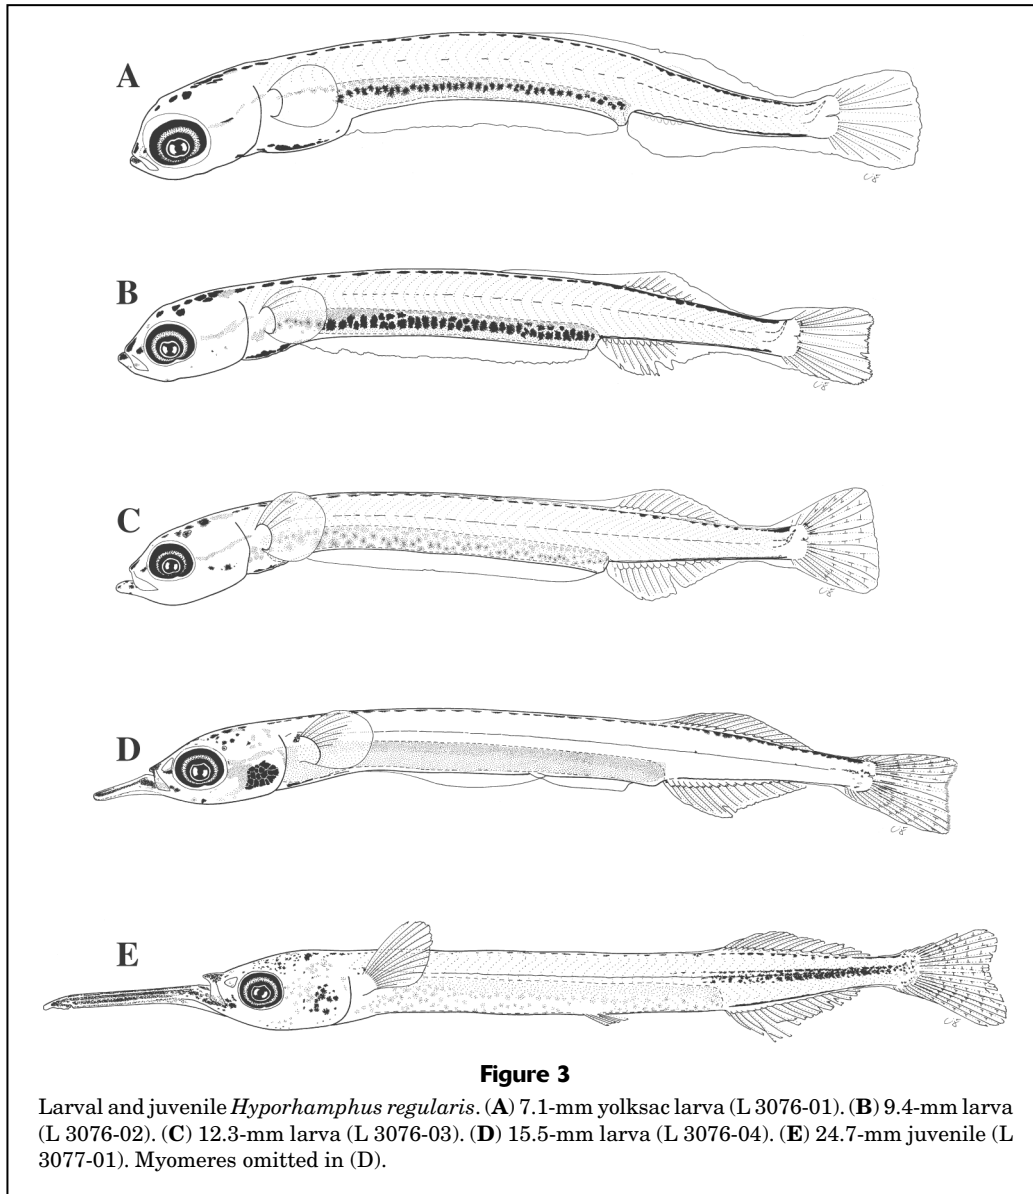 A
B
C
D
E
Figure 3
Larval and juvenile Hyporhamphus regularis. (A) 7.1-mm yolksac larva (L 3076-01). (B) 9.4-mm larva
(L 3076-02). (C) 12.3-mm larva (L 3076-03). (D) 15.5-mm larva (L 3076-04). (E) 24.7-mm juvenile (L
3077-01). Myomeres omitted in (D).